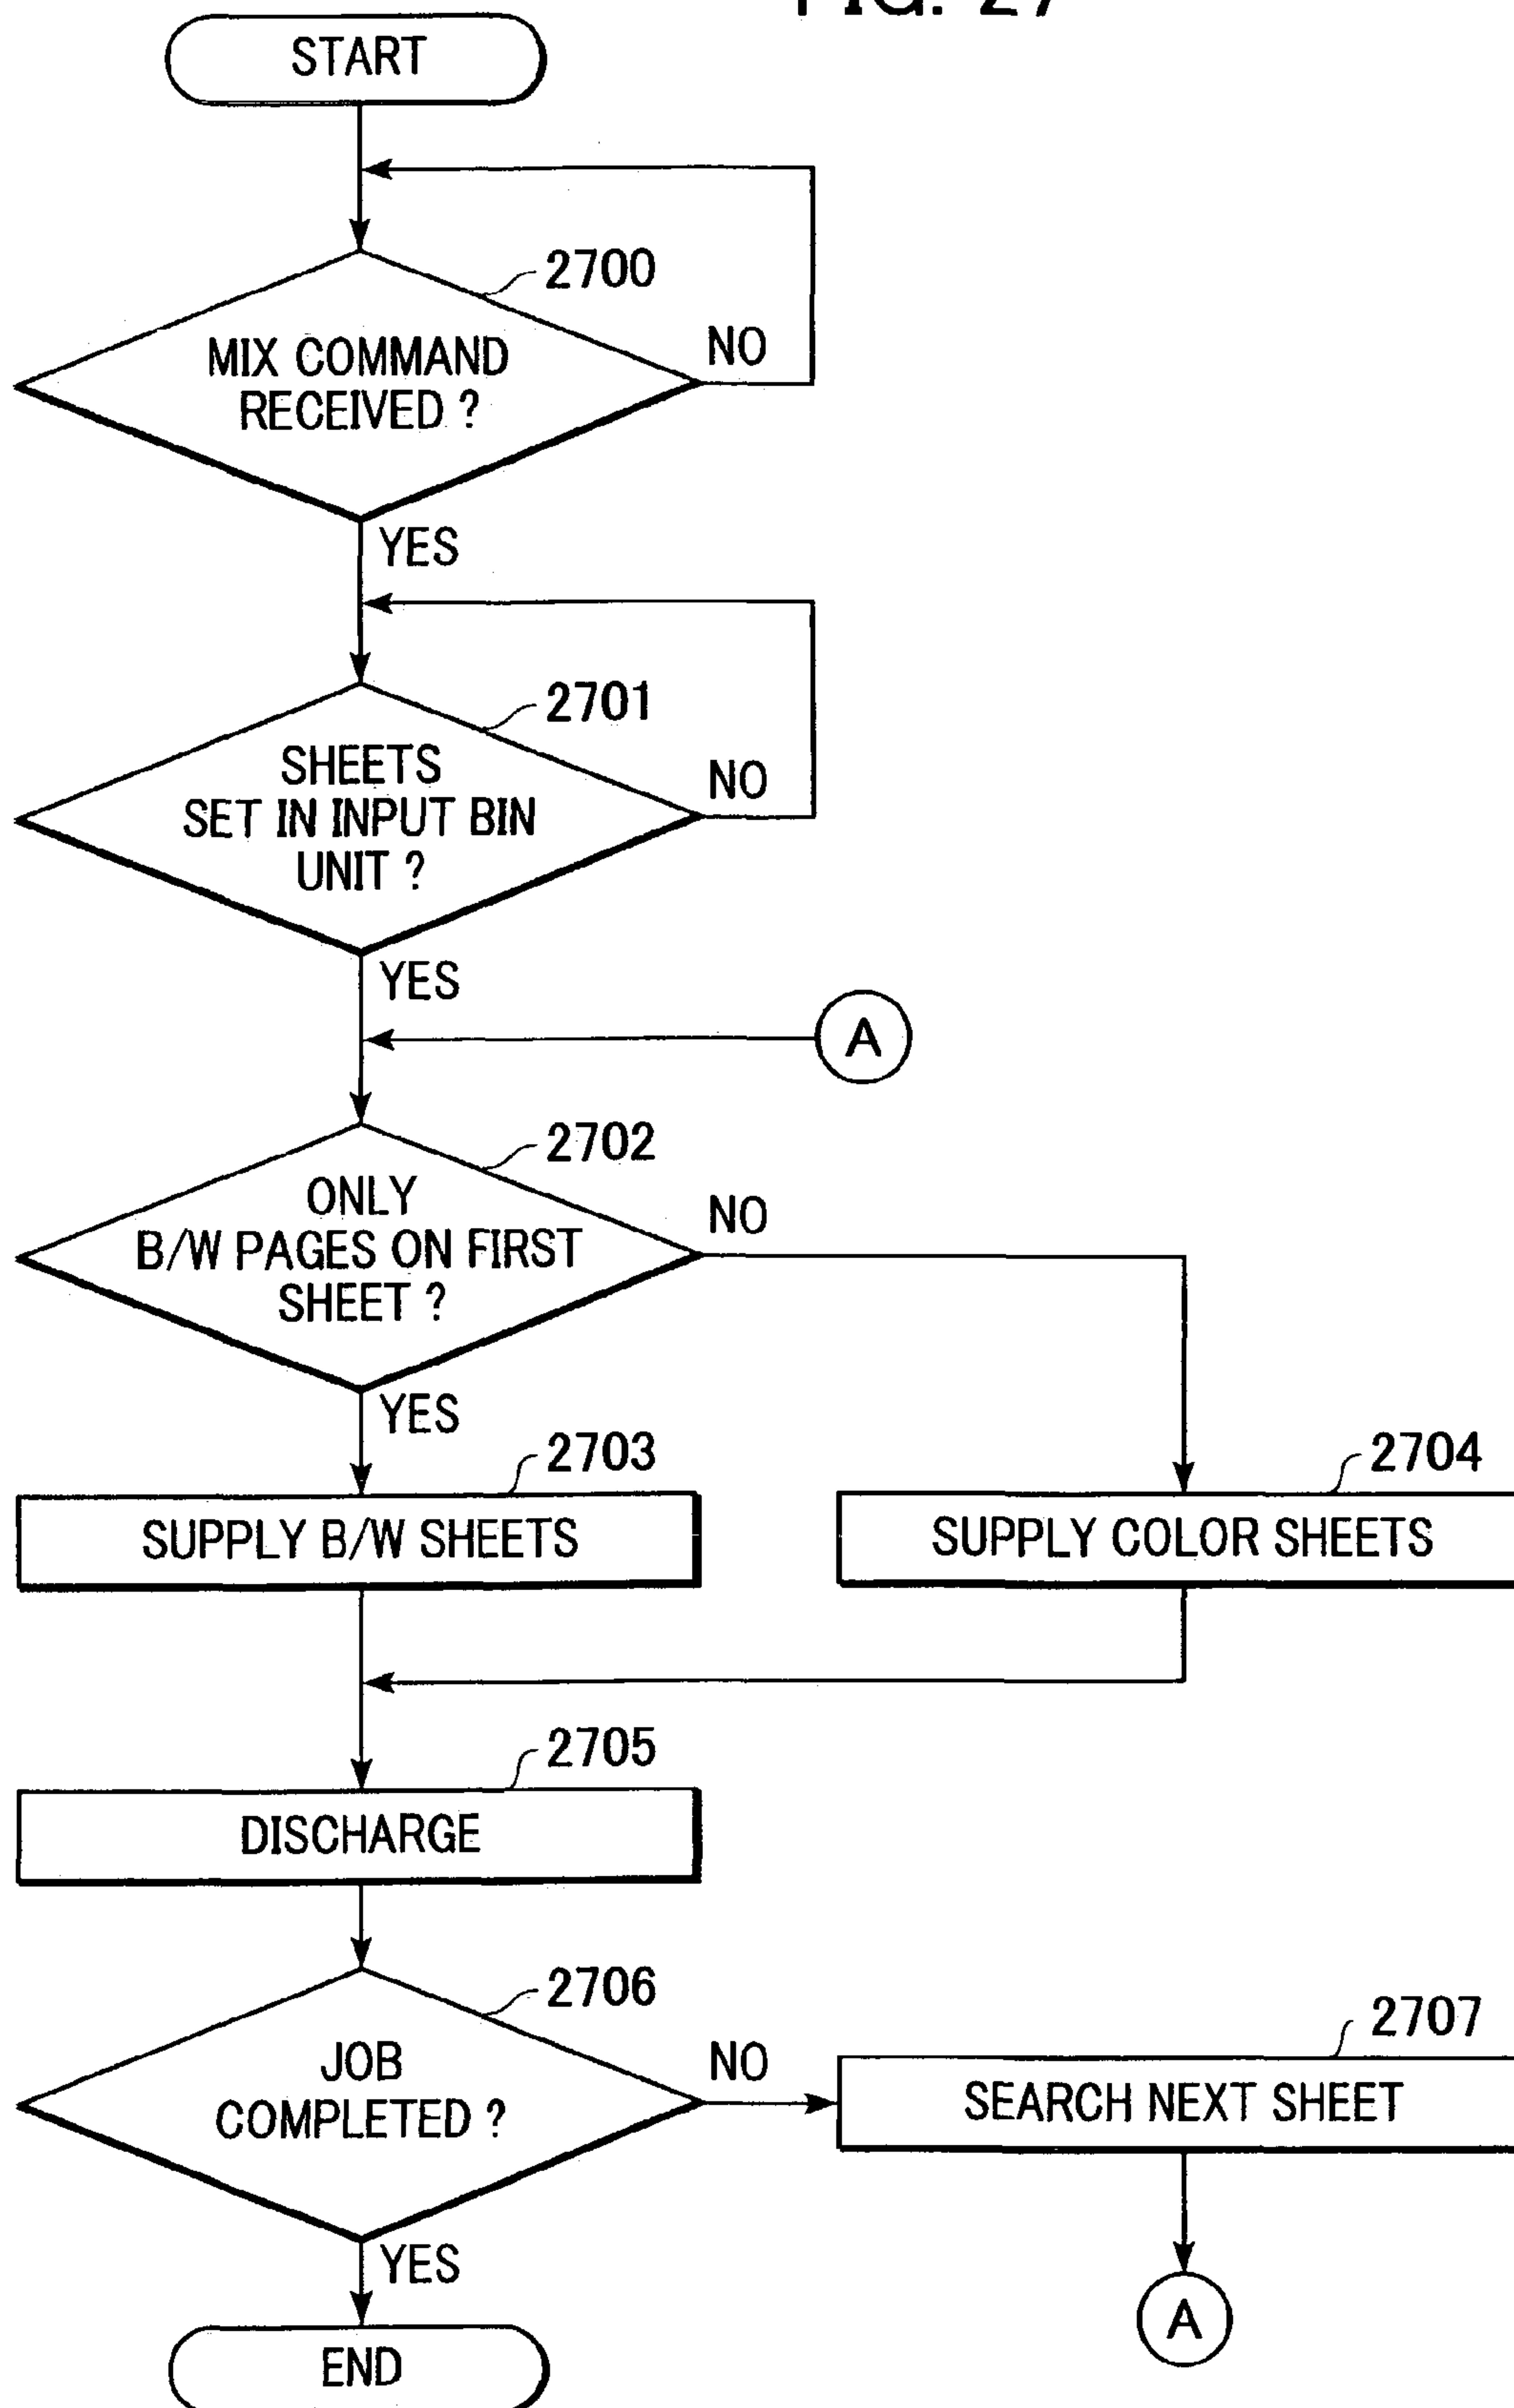 FIG. 27
START
2700
MIX COMMAND
RECEIVED ?
NO
YES
2701
SHEETS
SET IN INPUT BIN
UNIT ?
NO
YES
A
2702
ONLY
B/W PAGES ON FIRST
SHEET ?
NO
YES
2703
SUPPLY B/W SHEETS
2704
SUPPLY COLOR SHEETS
2705
DISCHARGE
2706
JOB
COMPLETED ?
NO
2707
SEARCH NEXT SHEET
YES
A
END